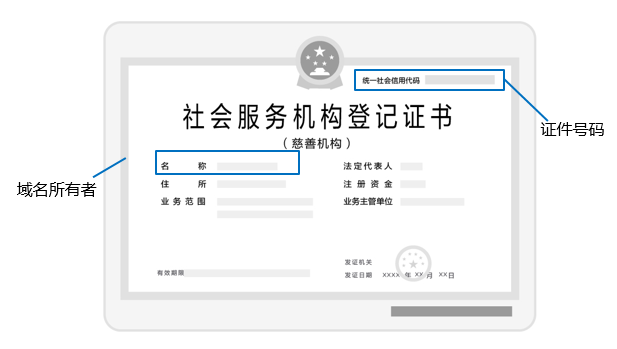 统一社会信用代码
社会服务机构登记证书
（慈善机构）
证件号码
域名所有者
名称
法定代表人
住所
注册资金
业务范围
业务主管单位
发证机关
有效期限
发证日期 XXXX 年 XX 月 XX 日